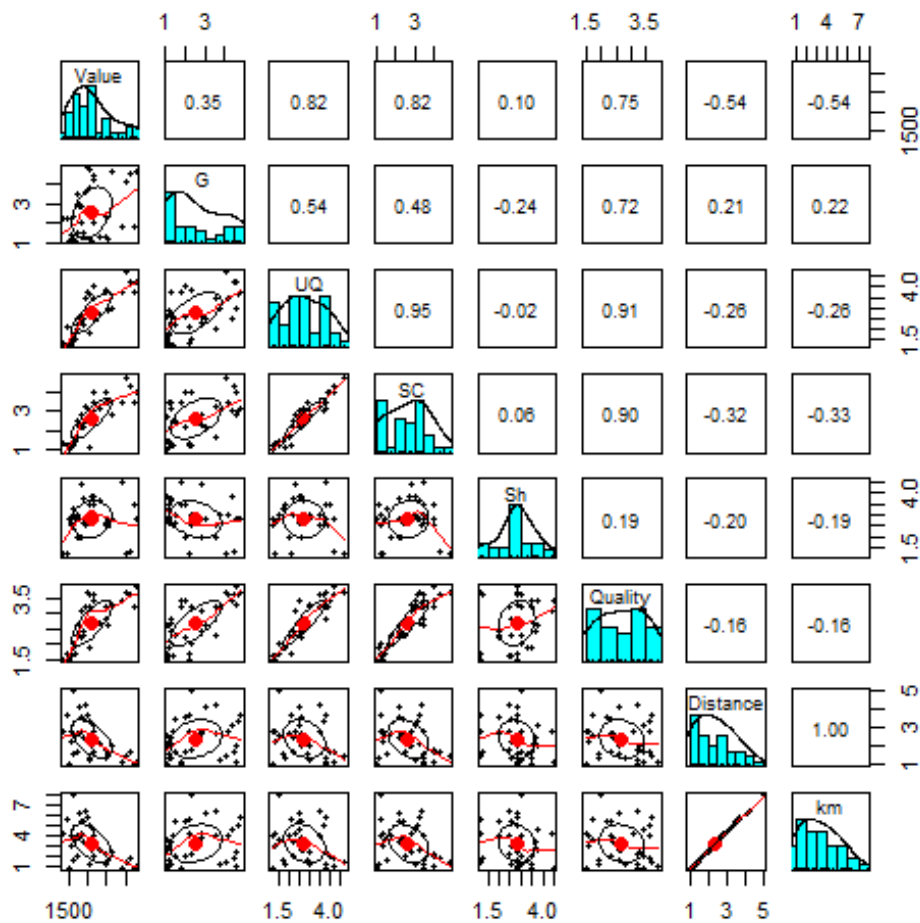 1 3 1 3 1.5 3.5 1 4 7
Value 0.35 0.82 0.82 0.10 0.75 -0.54 -0.54 1500
3 1 G 0.54 0.48 -0.24 0.72 0.21 0.22
UQ 0.95 -0.02 0.91 -0.26 -0.26 4.0 1.5
3 1 SC 0.06 0.90 -0.32 -0.33
Sh 0.19 -0.20 -0.19 4.0 1.5
3.5 1.5 Quality -0.16 -0.16
Distance 1.00 5 3 1
7 4 1 km
1500 1.5 4.0 1.5 4.0 1 3 5